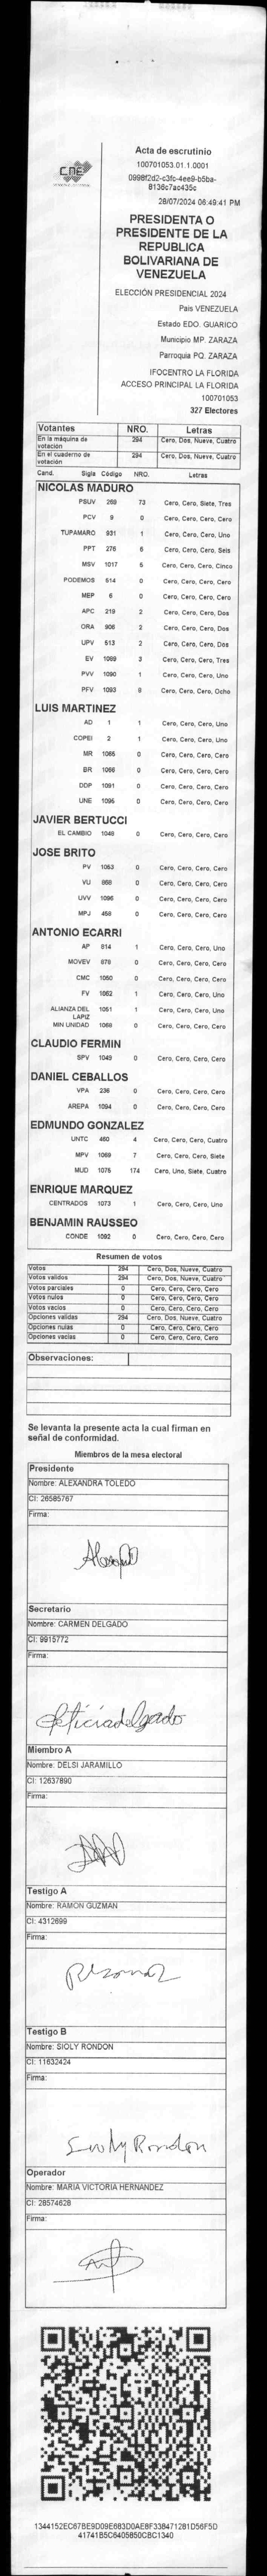 CNE
Acta de escrutinio
100701053.01.1.0001
0998f2d2-c3fc-4ee9-b5ba-
8136c7ac435c
28/07/2024 06:49:41 PM
PRESIDENTA O
PRESIDENTE DE LA
REPUBLICA
BOLIVARIANA DE
VENEZUELA
ELECCIÓN PRESIDENCIAL 2024
Pais VENEZUELA
Estado EDO. GUARICO
Municipio MP. ZARAZA
Parroquia PQ. ZARAZA
IFOCENTRO LA FLORIDA
ACCESO PRINCIPAL LA FLORIDA
100701053
327 Electores
Votantes NRO. Letras
En la máquina de votación 294 Cero, Dos, Nueve, Cuatro
En el cuaderno de votación 294 Cero, Dos, Nueve, Cuatro
Cand. Sigla Código NRO. Letras
NICOLAS MADURO
PSUV 269 73 Cero, Cero, Siete, Tres
PCV 9 0 Cero, Cero, Cero, Cero
TUPAMARO 931 1 Cero, Cero, Cero, Uno
PPT 276 6 Cero, Cero, Cero, Seis
MSV 1017 5 Cero, Cero, Cero, Cinco
PODEMOS 514 0 Cero, Cero, Cero, Cero
MEP 6 0 Cero, Cero, Cero, Cero
APC 219 2 Cero, Cero, Cero, Dos
ORA 906 2 Cero, Cero, Cero, Dos
UPV 513 2 Cero, Cero, Cero, Dos
EV 1089 3 Cero, Cero, Cero, Tres
PVV 1090 1 Cero, Cero, Cero, Uno
PFV 1093 8 Cero, Cero, Cero, Ocho
LUIS MARTINEZ
AD 1 1 Cero, Cero, Cero, Uno
COPEI 2 1 Cero, Cero, Cero, Uno
MR 1065 0 Cero, Cero, Cero, Cero
BR 1066 0 Cero, Cero, Cero, Cero
DDP 1091 0 Cero, Cero, Cero, Cero
UNE 1095 0 Cero, Cero, Cero, Cero
JAVIER BERTUCCI
EL CAMBIO 1048 0 Cero, Cero, Cero, Cero
JOSE BRITO
PV 1063 0 Cero, Cero, Cero, Cero
VU 868 0 Cero, Cero, Cero, Cero
UVV 1096 0 Cero, Cero, Cero, Cero
MPJ 459 0 Cero, Cero, Cero, Cero
ANTONIO ECARRI
AP 814 1 Cero, Cero, Cero, Uno
MOVEV 878 0 Cero, Cero, Cero, Cero
CMC 1050 0 Cero, Cero, Cero, Cero
FV 1062 1 Cero, Cero, Cero, Uno
ALIANZA DEL LAPIZ 1051 1 Cero, Cero, Cero, Uno
MIN UNIDAD 1068 0 Cero, Cero, Cero, Cero
CLAUDIO FERMIN
SPV 1049 0 Cero, Cero, Cero, Cero
DANIEL CEBALLOS
VPA 236 0 Cero, Cero, Cero, Cero
AREPA 1094 0 Cero, Cero, Cero, Cero
EDMUNDO GONZALEZ
UNTC 460 4 Cero, Cero, Cero, Cuatro
MPV 1069 7 Cero, Cero, Cero, Siete
MUD 1075 174 Cero, Uno, Siete, Cuatro
ENRIQUE MARQUEZ
CENTRADOS 1073 1 Cero, Cero, Cero, Uno
BENJAMIN RAUSSEO
CONDE 1092 0 Cero, Cero, Cero, Cero
Resumen de votos
Votos 294 Cero, Dos, Nueve, Cuatro
Votos validos 294 Cero, Dos, Nueve, Cuatro
Votos parciales 0 Cero, Cero, Cero, Cero
Votos nulos 0 Cero, Cero, Cero, Cero
Votos vacios 0 Cero, Cero, Cero, Cero
Opciones validas 294 Cero, Dos, Nueve, Cuatro
Opciones nulas 0 Cero, Cero, Cero, Cero
Opciones vacias 0 Cero, Cero, Cero, Cero
Observaciones:
Se levanta la presente acta la cual firman en
señal de conformidad.
Miembros de la mesa electoral
Presidente
Nombre: ALEXANDRA TOLEDO
CI: 26585767
Firma:
Secretario
Nombre: CARMEN DELGADO
CI: 9915772
Firma:
leticia delgado
Miembro A
Nombre: DELSI JARAMILLO
CI: 12637890
Firma:
Testigo A
Nombre: RAMON GUZMAN
CI: 4312699
Firma:
Testigo B
Nombre: SIOLY RONDON
CI: 11632424
Firma:
Sioly Rondon
Operador
Nombre: MARIA VICTORIA HERNANDEZ
CI: 28574628
Firma:
1344152EC67BE9D09E683D0AE8F338471281D56F5D
41741B5C6405850CBC1340